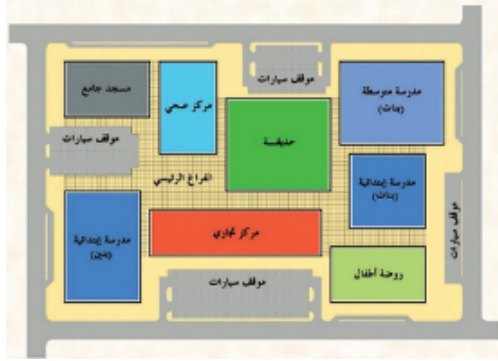 موقف سيارات
مسجد جامع
مركز صحي
مدرسة متوسطة
(بنات)
حديقة
موقف سيارات
الفراغ الرئيسي
مدرسة إبتدائية
(بنات)
موقف سيارات
مدرسة إبتدائية
(بنين)
مركز تجاري
روضة أطفال
موقف سيارات